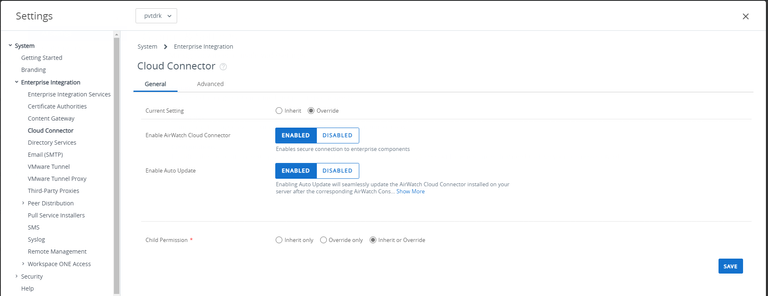 Settings
pvtdrk
System
Getting Started
Branding
Enterprise Integration
Enterprise Integration Services
Certificate Authorities
Content Gateway
Cloud Connector
Directory Services
Email (SMTP)
VMware Tunnel
VMware Tunnel Proxy
Third-Party Proxies
Peer Distribution
Pull Service Installers
SMS
Syslog
Remote Management
Workspace ONE Access
Security
Help
System > Enterprise Integration
Cloud Connector
General Advanced
Current Setting Inherit Override
Enable AirWatch Cloud Connector ENABLED DISABLED
Enables secure connection to enterprise components
Enable Auto Update ENABLED DISABLED
Enabling Auto Update will seamlessly update the AirWatch Cloud Connector installed on your
server after the corresponding AirWatch Cons... Show More
Child Permission * Inherit only Override only Inherit or Override
SAVE